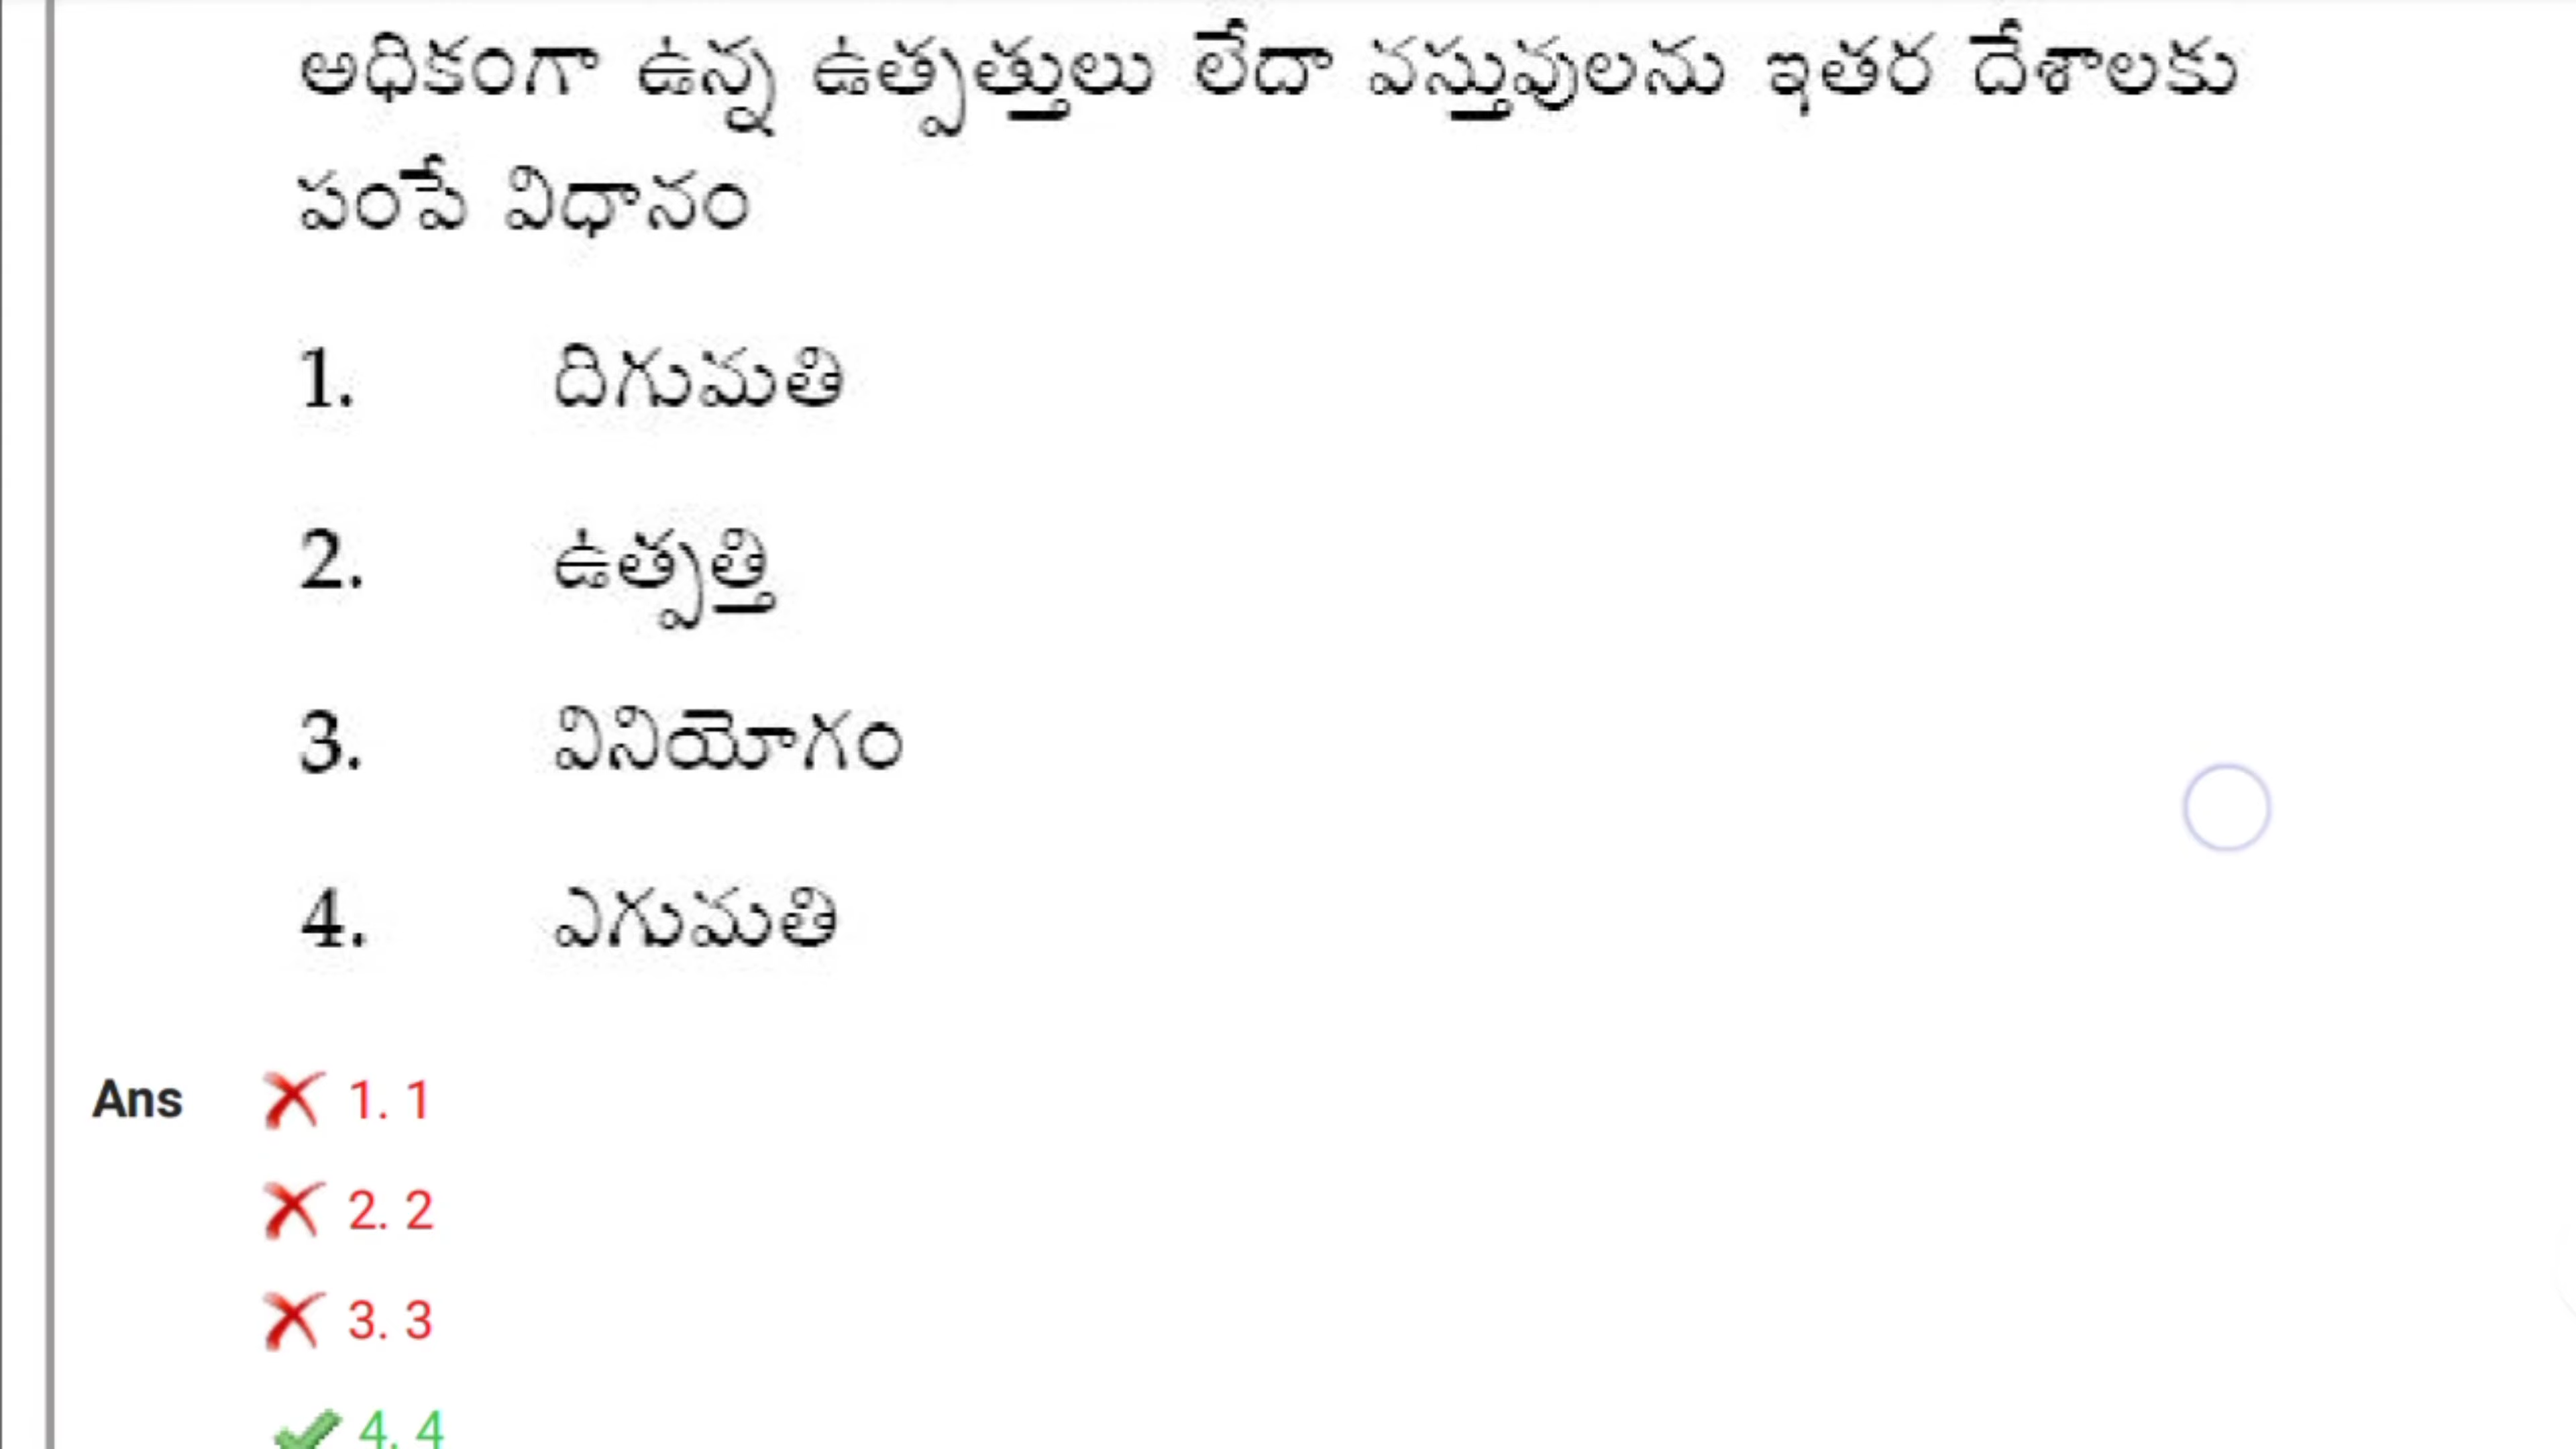 అధికంగా ఉన్న ఉత్పత్తులు లేదా వస్తువులను ఇతర దేశాలకు
పంపే విధానం
1. దిగుమతి
2. ఉత్పత్తి
3. వినియోగం
4. ఎగుమతి
Ans 1. 1
2. 2
3. 3
4. 4